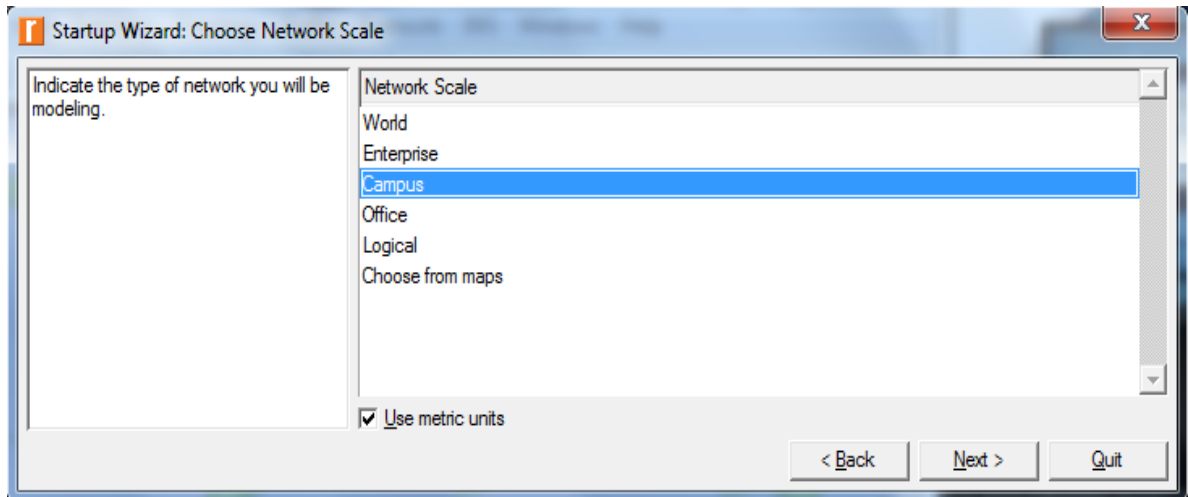 Startup Wizard: Choose Network Scale
Indicate the type of network you will be
modeling.
Network Scale
World
Enterprise
Campus
Office
Logical
Choose from maps
Use metric units
< Back
Next >
Quit